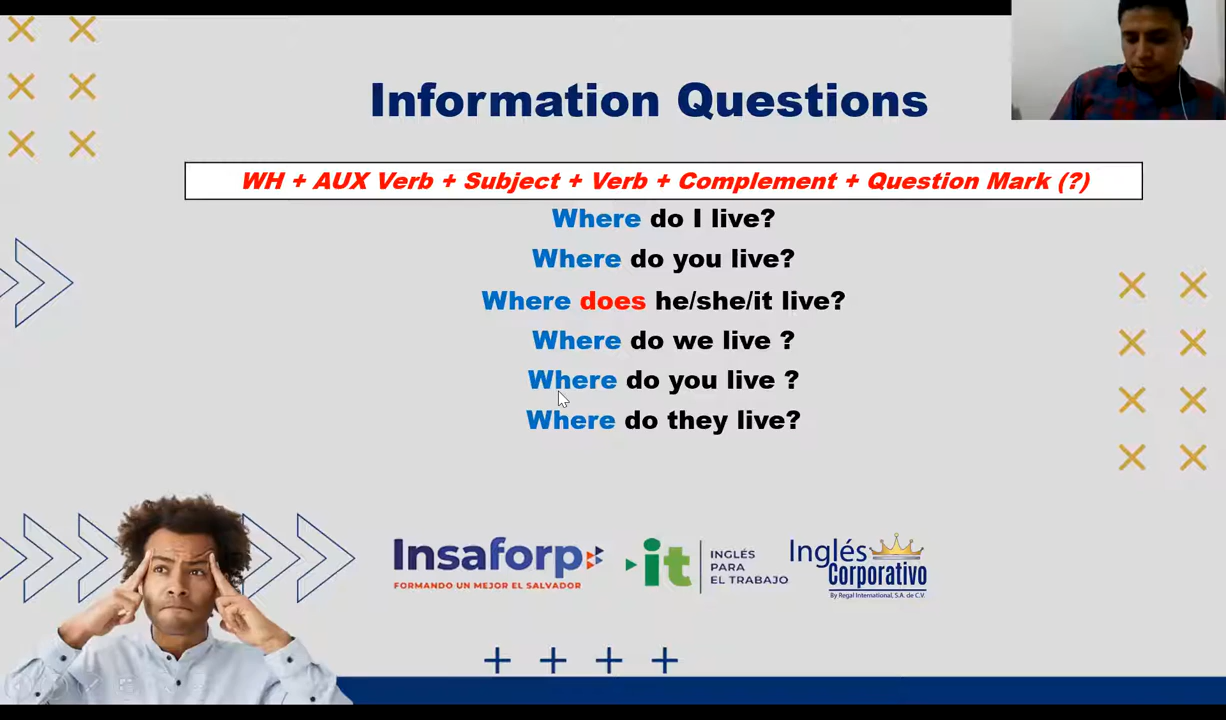 Information Questions
WH + AUX Verb + Subject + Verb + Complement + Question Mark (?)
Where do I live?
Where do you live?
Where does he/she/it live?
Where do we live ?
Where do you live ?
Where do they live?
Insaforp
FORMANDO UN MEJOR EL SALVADOR
it
INGLÉS
PARA
EL TRABAJO
Inglés
Corporativo
By Regal International, S.A. de C.V.